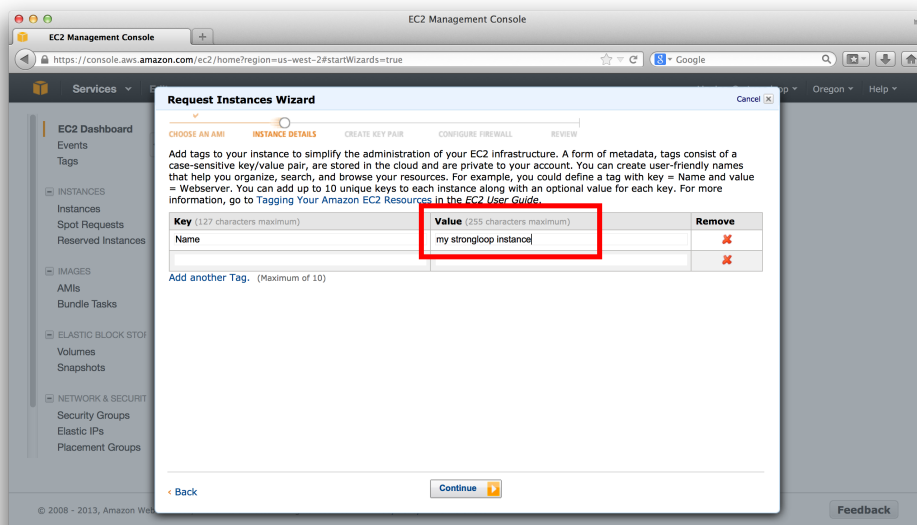 EC2 Management Console
EC2 Management Console
https://console.aws.amazon.com/ec2/home?region=us-west-2#startWizards=true
Google
Services
Oregon
Help
Request Instances Wizard
Cancel
CHOOSE AN AMI
INSTANCE DETAILS
CREATE KEY PAIR
CONFIGURE FIREWALL
REVIEW
Add tags to your instance to simplify the administration of your EC2 infrastructure. A form of metadata, tags consist of a
case-sensitive key/value pair, are stored in the cloud and are private to your account. You can create user-friendly names
that help you organize, search, and browse your resources. For example, you could define a tag with key = Name and value
= Webserver. You can add up to 10 unique keys to each instance along with an optional value for each key. For more
information, go to Tagging Your Amazon EC2 Resources in the EC2 User Guide.
Key (127 characters maximum)
Value (255 characters maximum)
Remove
Name
my strongloop instance
Add another Tag. (Maximum of 10)
< Back
Continue
EC2 Dashboard
Events
Tags
INSTANCES
Instances
Spot Requests
Reserved Instances
IMAGES
AMIs
Bundle Tasks
ELASTIC BLOCK STO
Volumes
Snapshots
NETWORK & SECURIT
Security Groups
Elastic IPs
Placement Groups
© 2008 - 2013, Amazon Web
Feedback